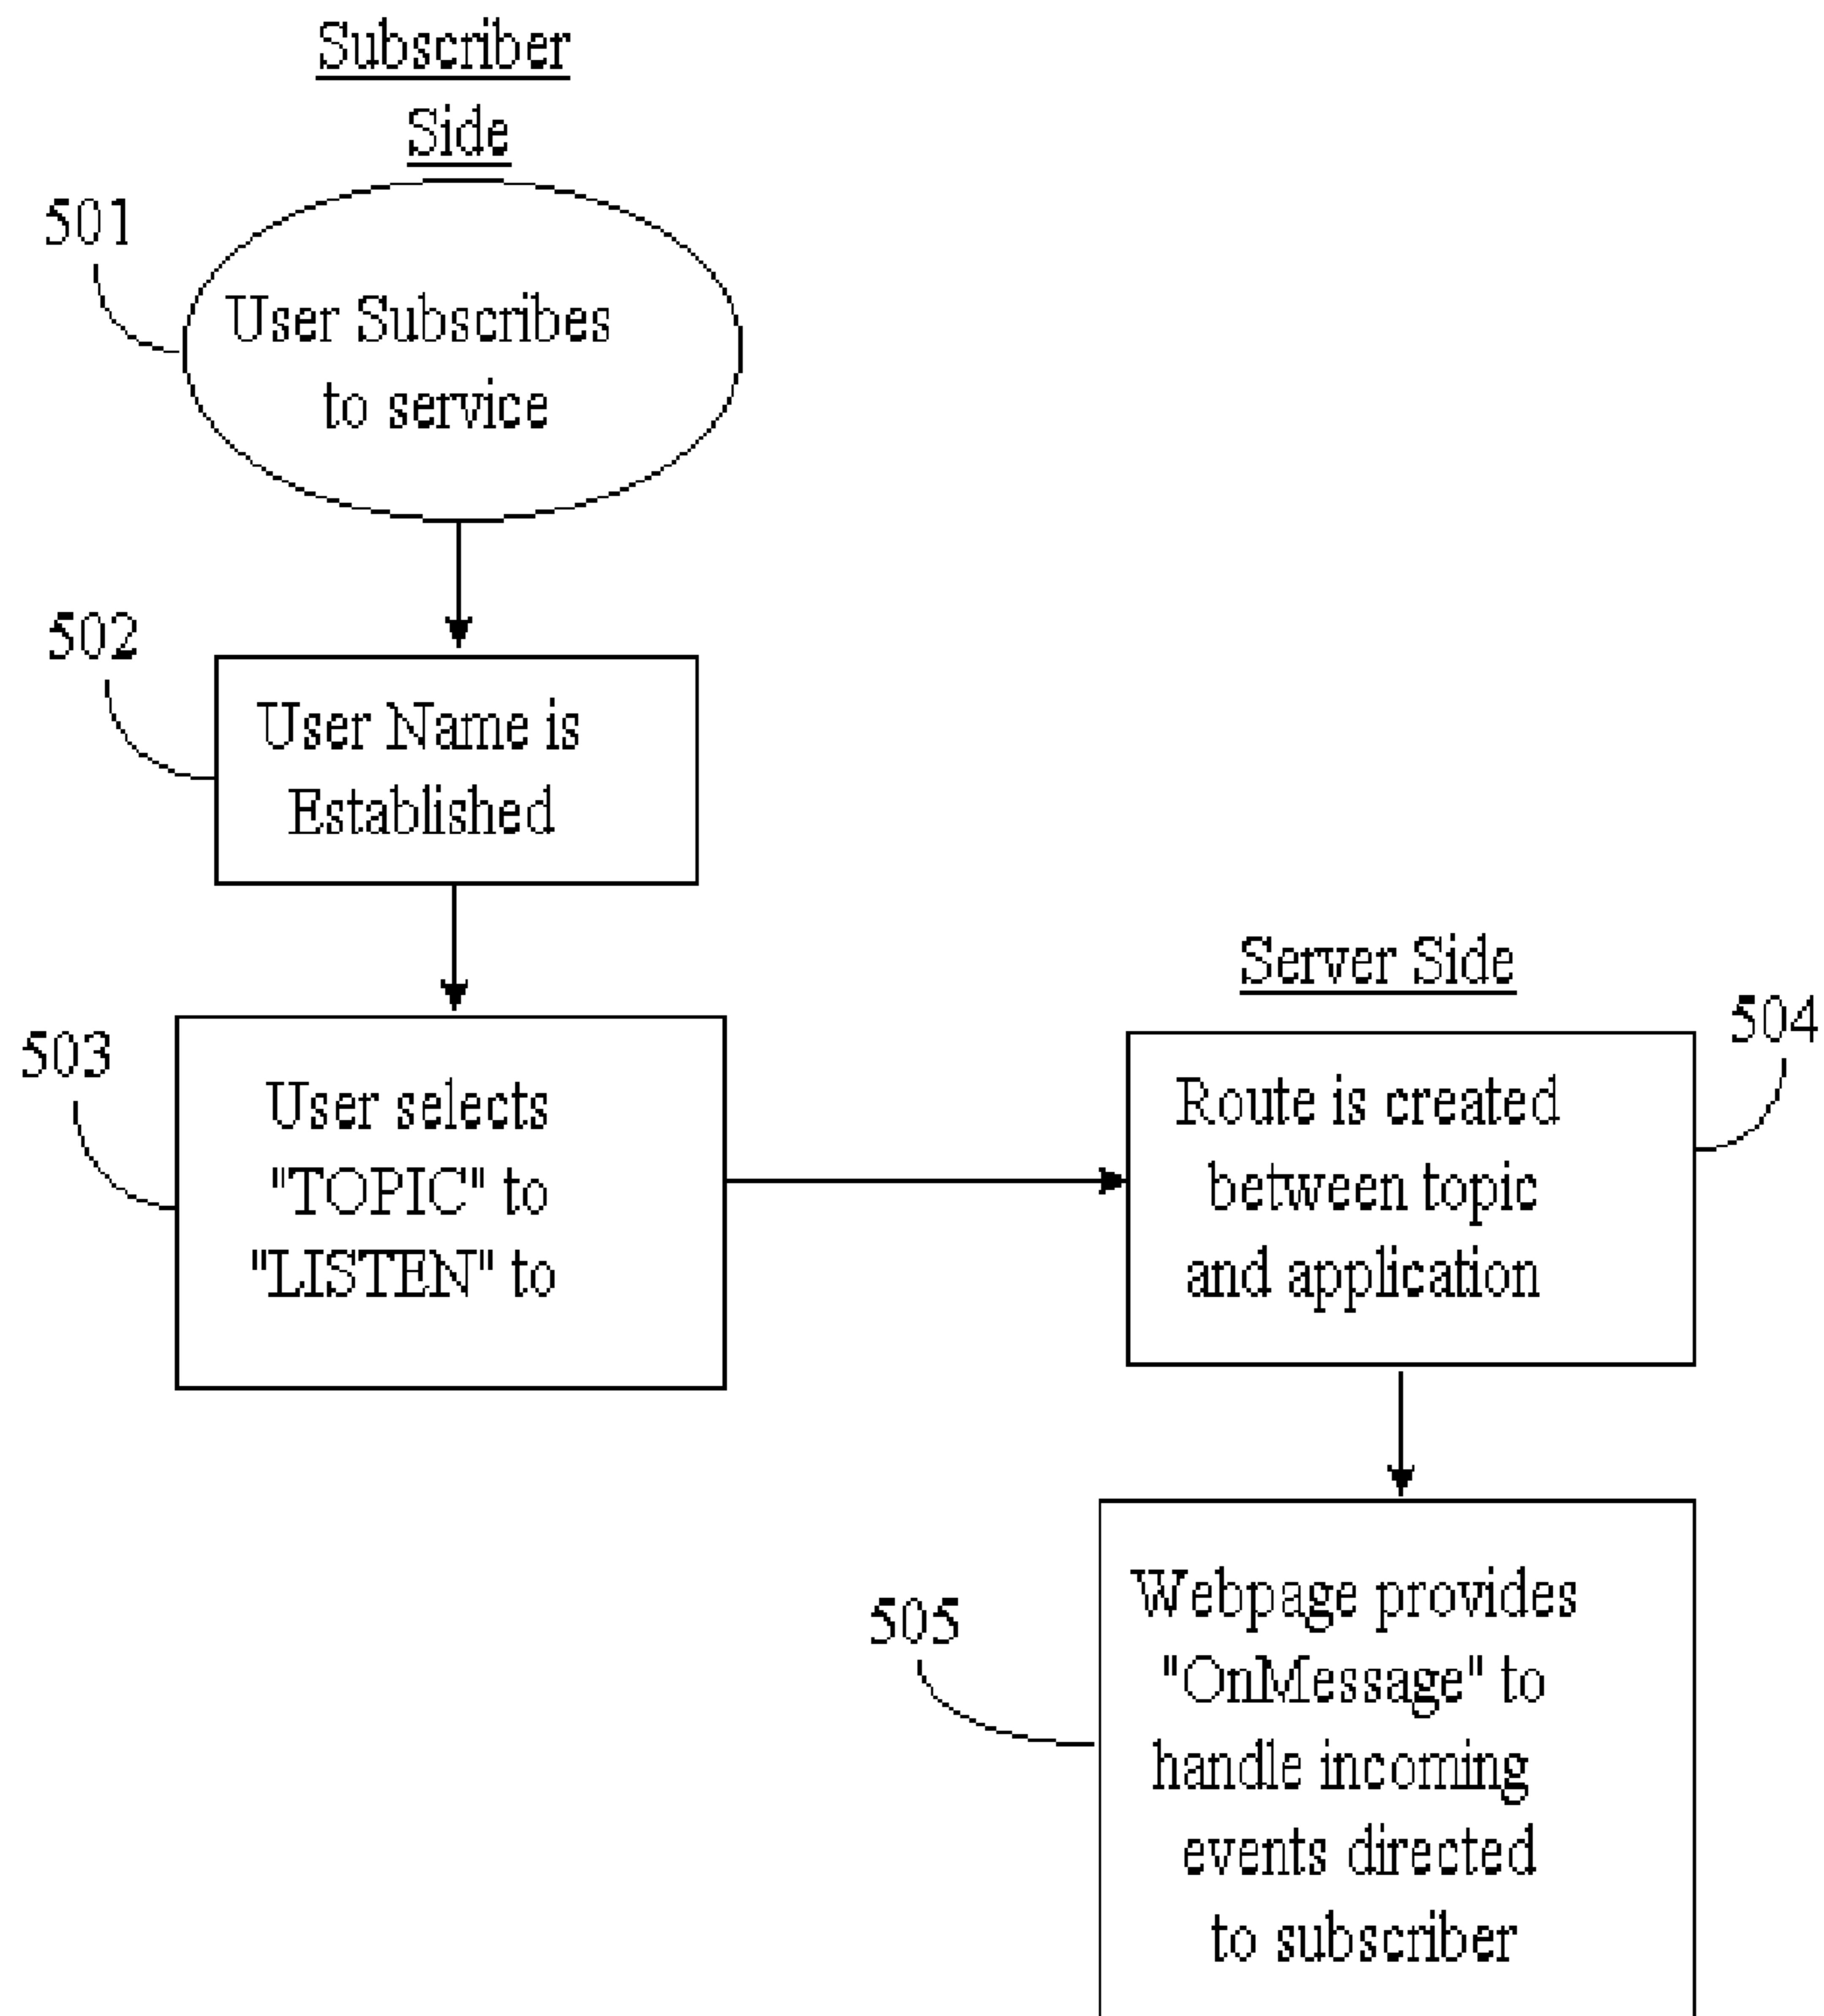 Subscriber
Side
501
User Subscribes
to service
502
User Name is
Established
503
User selects
"TOPIC" to
"LISTEN" to
Server Side
504
Route is created
between topic
and application
505
Webpage provides
"OnMessage" to
handle incoming
events directed
to subscriber